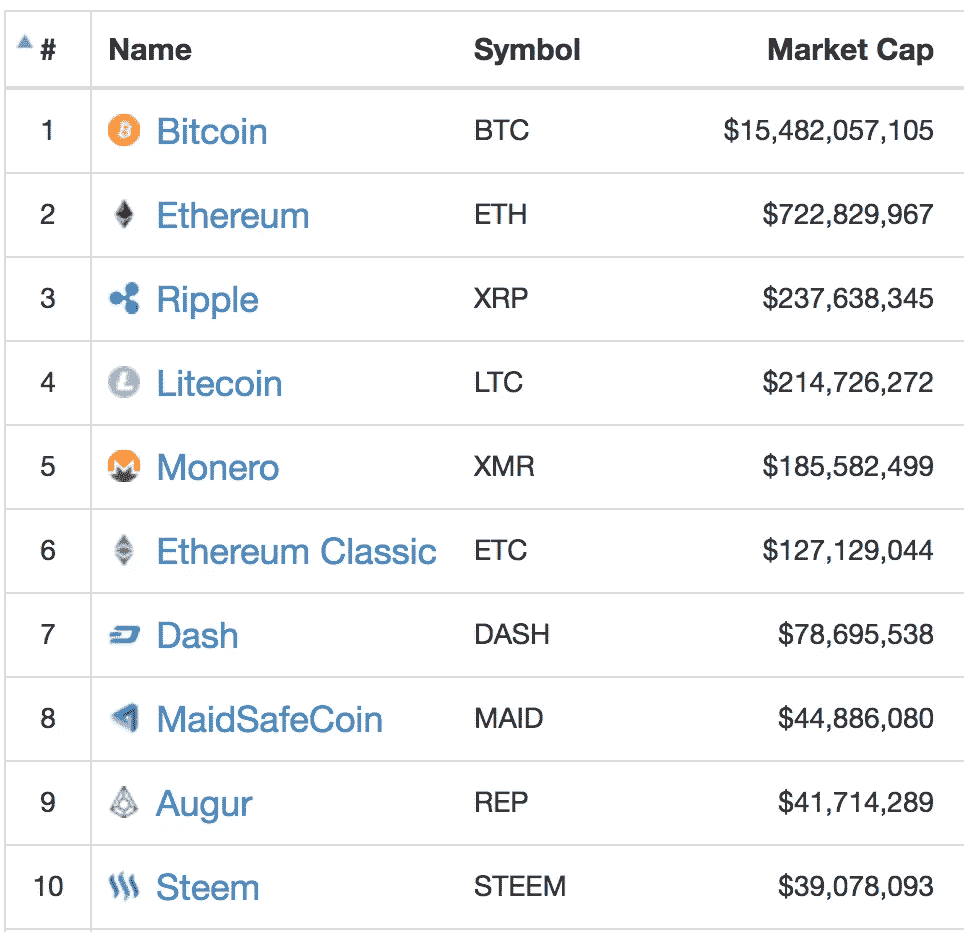 # Name Symbol Market Cap
1 Bitcoin BTC $15,482,057,105
2 Ethereum ETH $722,829,967
3 Ripple XRP $237,638,345
4 Litecoin LTC $214,726,272
5 Monero XMR $185,582,499
6 Ethereum Classic ETC $127,129,044
7 Dash DASH $78,695,538
8 MaidSafeCoin MAID $44,886,080
9 Augur REP $41,714,289
10 Steem STEEM $39,078,093